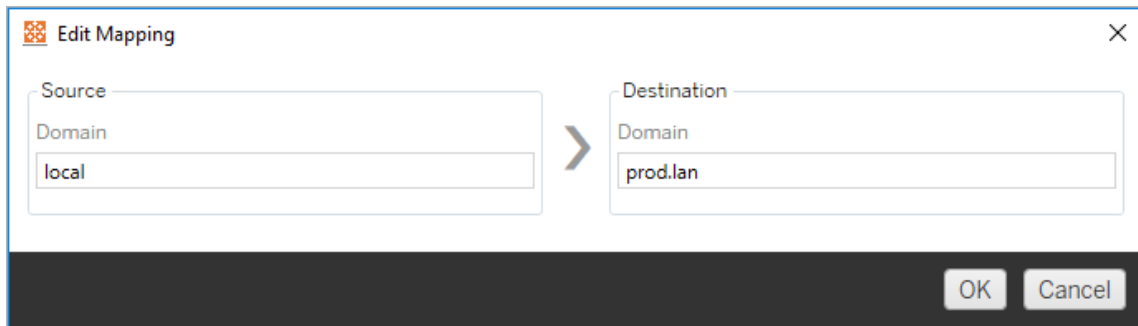 Edit Mapping
Source
Domain
local
Destination
Domain
prod.lan
OK
Cancel